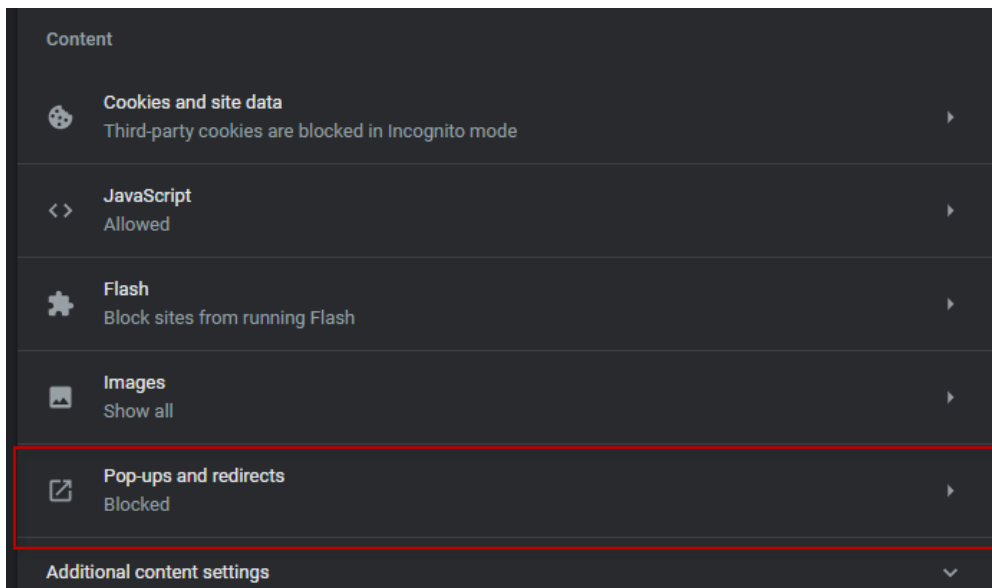 Content
Cookies and site data
Third-party cookies are blocked in Incognito mode
JavaScript
Allowed
Flash
Block sites from running Flash
Images
Show all
Pop-ups and redirects
Blocked
Additional content settings